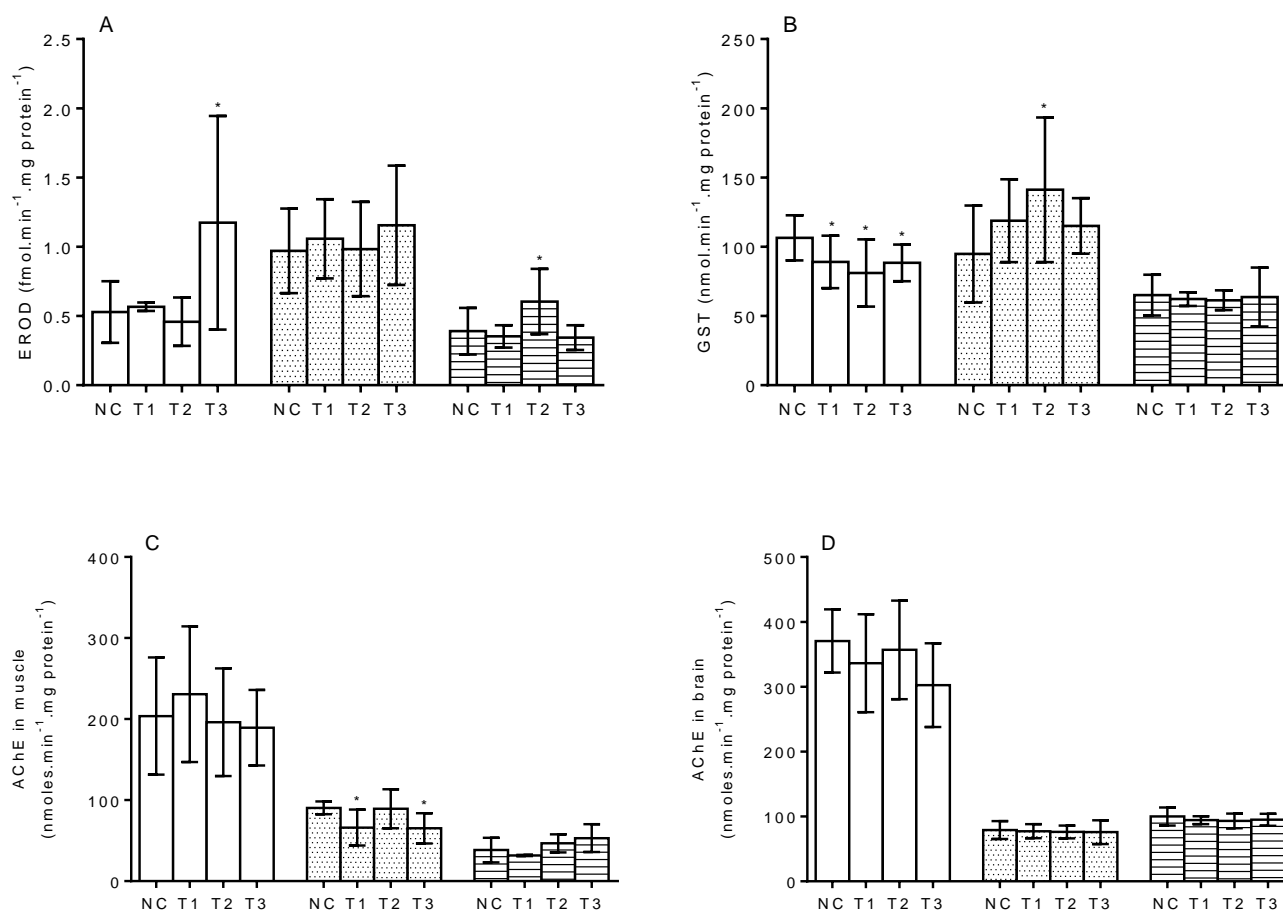 A
EROD (fmol.min⁻¹.mg protein⁻¹)
2.5
2.0
1.5
1.0
0.5
0.0
*
*
NC T1 T2 T3 NC T1 T2 T3 NC T1 T2 T3
B
GST (nmol.min⁻¹.mg protein⁻¹)
250
200
150
100
50
0
*
* * *
NC T1 T2 T3 NC T1 T2 T3 NC T1 T2 T3
C
AChE in muscle
(nmoles.min⁻¹.mg protein⁻¹)
400
300
200
100
0
* *
NC T1 T2 T3 NC T1 T2 T3 NC T1 T2 T3
D
AChE in brain
(nmoles.min⁻¹.mg protein⁻¹)
500
400
300
200
100
0
NC T1 T2 T3 NC T1 T2 T3 NC T1 T2 T3